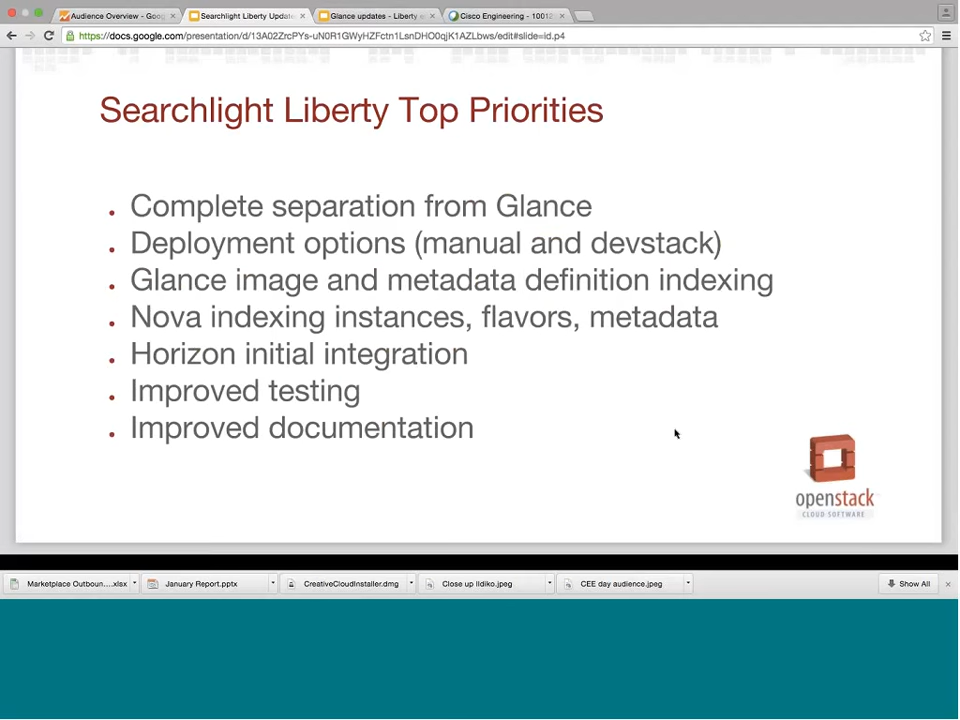 Audience Overview - Goog
Searchlight Liberty Update
Glance updates - Liberty e
Cisco Engineering - 10012
https://docs.google.com/presentation/d/13A02ZrcPYs-uN0R1GWyHZFctn1LsnDHO0qjK1AZLbws/edit#slide=id.p4
Searchlight Liberty Top Priorities
Complete separation from Glance
Deployment options (manual and devstack)
Glance image and metadata definition indexing
Nova indexing instances, flavors, metadata
Horizon initial integration
Improved testing
Improved documentation
openstack
CLOUD SOFTWARE
Marketplace Outboun....xlsx
January Report.pptx
CreativeCloudInstaller.dmg
Close up Ildiko.jpeg
CEE day audience.jpeg
Show All